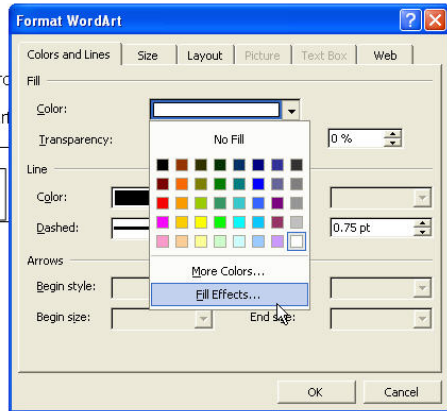 Format WordArt
Colors and Lines Size Layout Picture Text Box Web
Fill
Color:
No Fill
Transparency: 0 %
Line
Color:
Dashed: 0.75 pt
More Colors...
Arrows
Begin style:
Fill Effects...
Begin size: End size:
OK Cancel